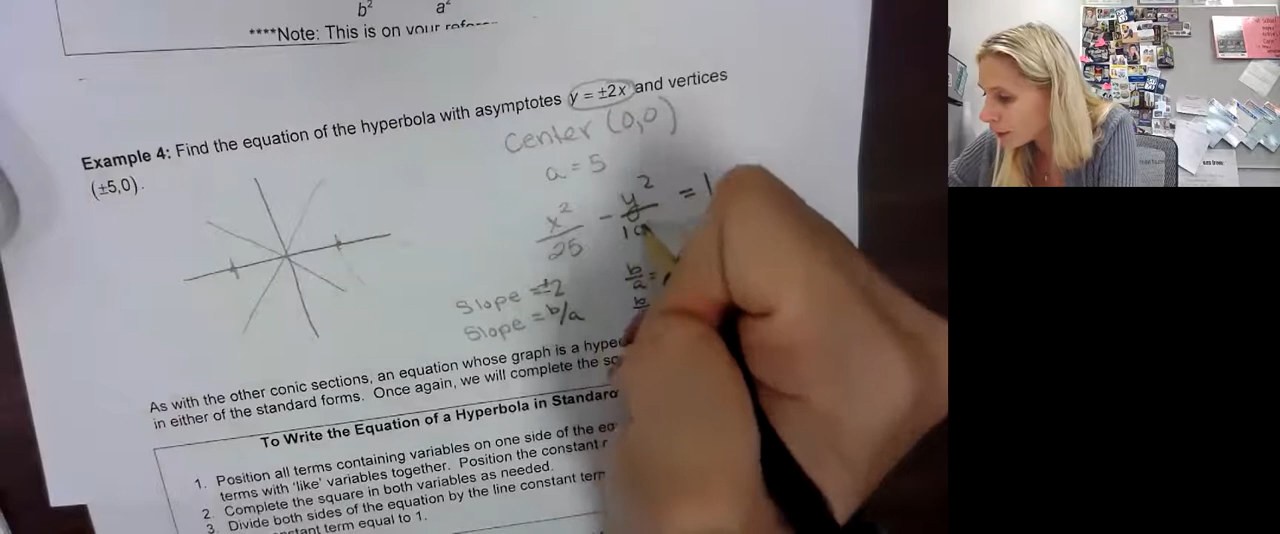 b² a²
****Note: This is on your
Example 4: Find the equation of the hyperbola with asymptotes y = ±2x and vertices
(±5,0).
Center (0,0)
a = 5
x² / 25 - y² / 10 = 1
b/a =
b
Slope = ±2
Slope = b/a
As with the other conic sections, an equation whose graph is a
in either of the standard forms. Once again, we will complete the
To Write the Equation of a Hyperbola in
1. Position all terms containing variables on one side of the
terms with 'like' variables together. Position the constant
2. Complete the square in both variables as needed.
3. Divide both sides of the equation by the line constant
term equal to 1.